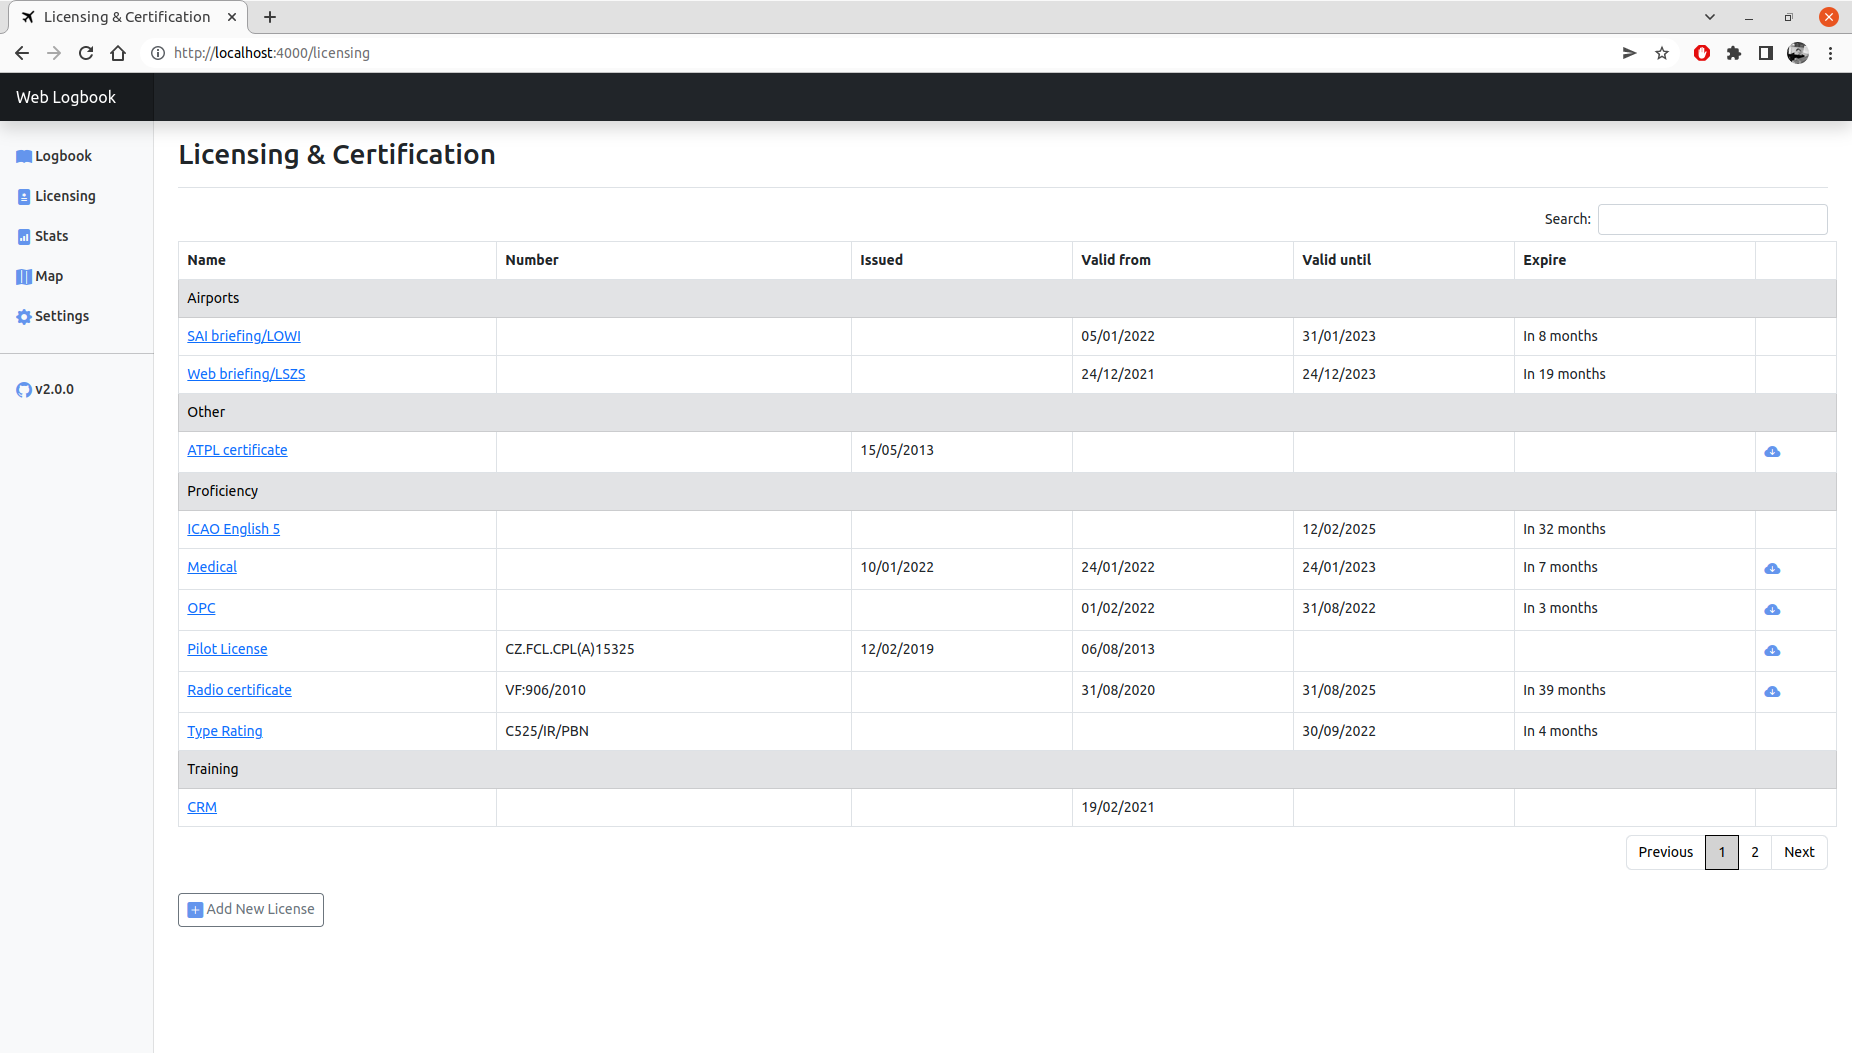 Licensing & Certification
http://localhost:4000/licensing
Web Logbook
Logbook
Licensing
Stats
Map
Settings
v2.0.0
Licensing & Certification
Search:
Name Number Issued Valid from Valid until Expire
Airports
SAI briefing/LOWI 05/01/2022 31/01/2023 In 8 months
Web briefing/LSZS 24/12/2021 24/12/2023 In 19 months
Other
ATPL certificate 15/05/2013
Proficiency
ICAO English 5 12/02/2025 In 32 months
Medical 10/01/2022 24/01/2022 24/01/2023 In 7 months
OPC 01/02/2022 31/08/2022 In 3 months
Pilot License CZ.FCL.CPL(A)15325 12/02/2019 06/08/2013
Radio certificate VF:906/2010 31/08/2020 31/08/2025 In 39 months
Type Rating C525/IR/PBN 30/09/2022 In 4 months
Training
CRM 19/02/2021
Previous 1 2 Next
Add New License